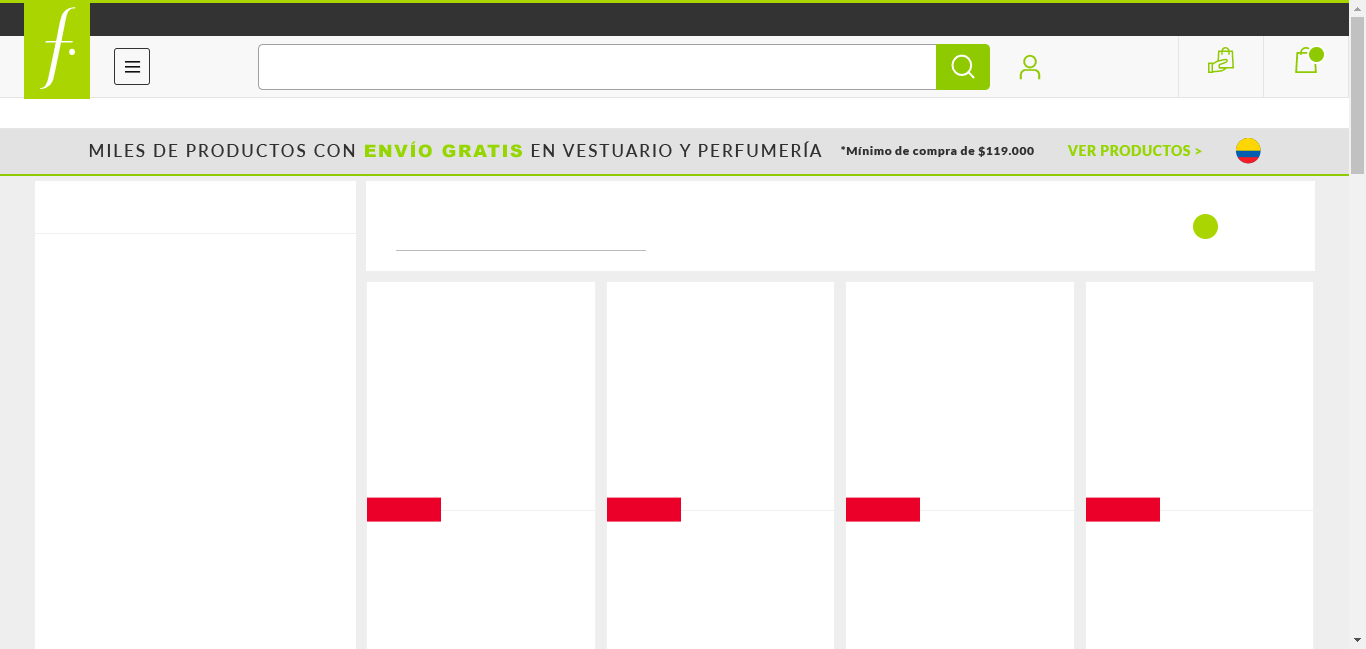 f.
MILES DE PRODUCTOS CON ENVÍO GRATIS EN VESTUARIO Y PERFUMERÍA *Mínimo de compra de $119.000 VER PRODUCTOS >